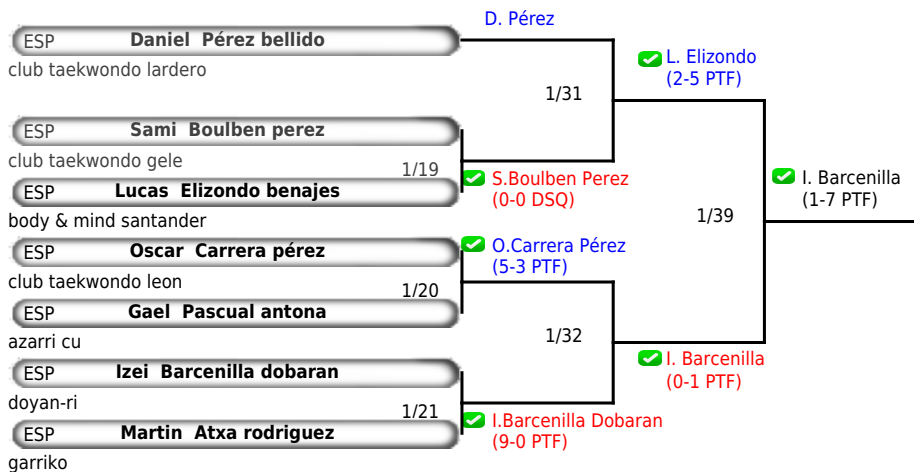 D. Pérez
ESP Daniel Pérez bellido
club taekwondo lardero
L. Elizondo
(2-5 PTF)
1/31
ESP Sami Boulben perez
club taekwondo gele
1/19
S.Boulben Perez
(0-0 DSQ)
ESP Lucas Elizondo benajes
body & mind santander
I. Barcenilla
(1-7 PTF)
1/39
ESP Oscar Carrera pérez
club taekwondo leon
O.Carrera Pérez
(5-3 PTF)
1/20
ESP Gael Pascual antona
azarri cu
1/32
I. Barcenilla
(0-1 PTF)
ESP Izei Barcenilla dobaran
doyan-ri
1/21
I.Barcenilla Dobaran
(9-0 PTF)
ESP Martin Atxa rodriguez
garriko